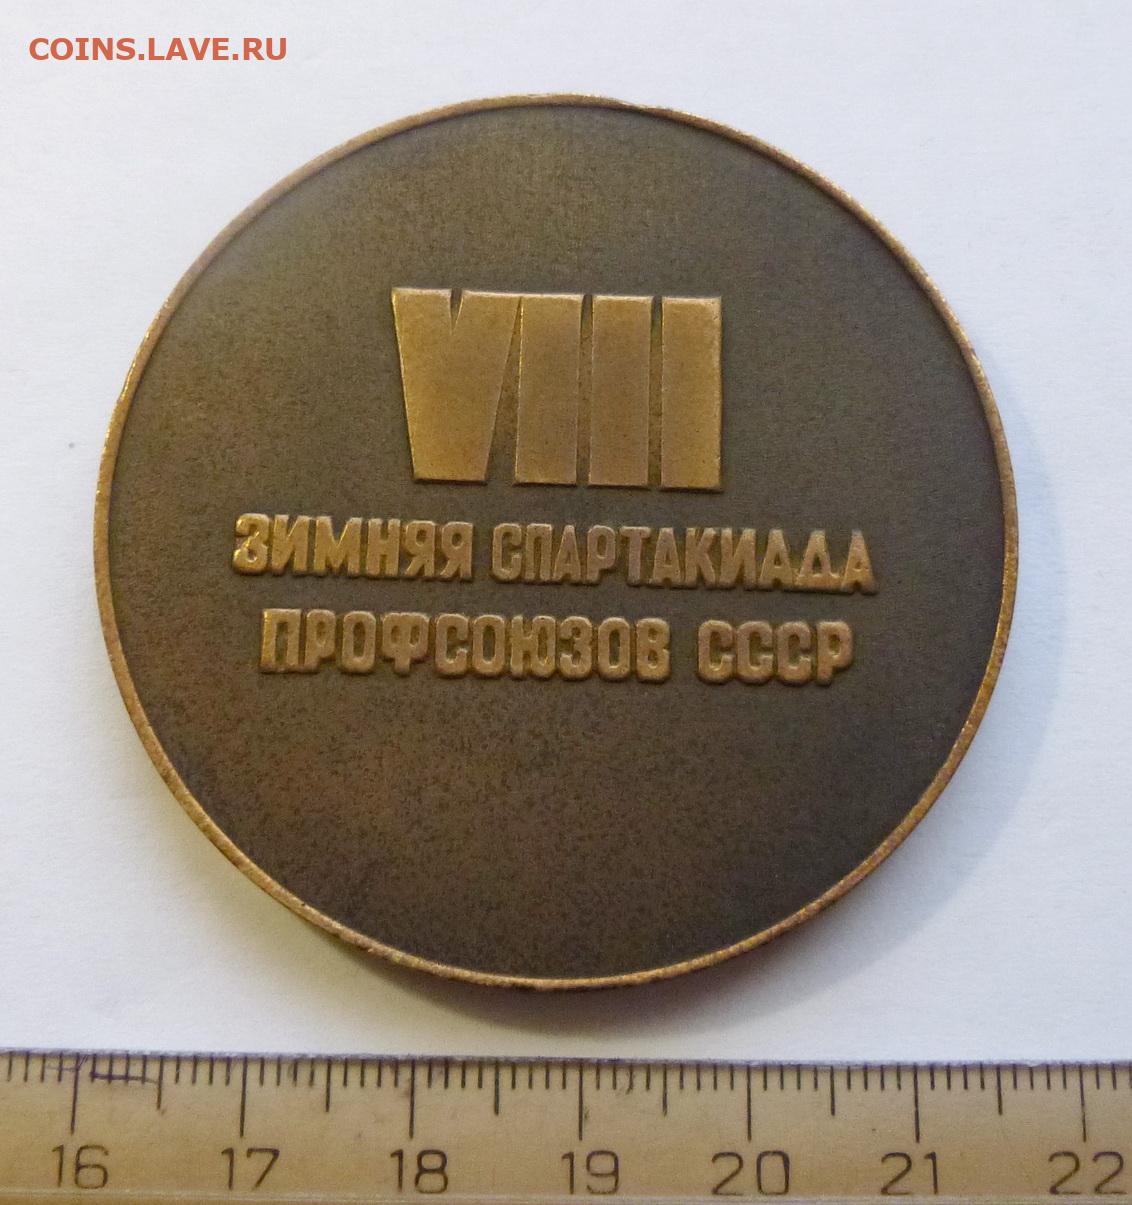 COINS.LAVE.RU
VIII
ЗИМНЯЯ СПАРТАКИАДА
ПРОФСОЮЗОВ СССР
16 17 18 19 20 21 22